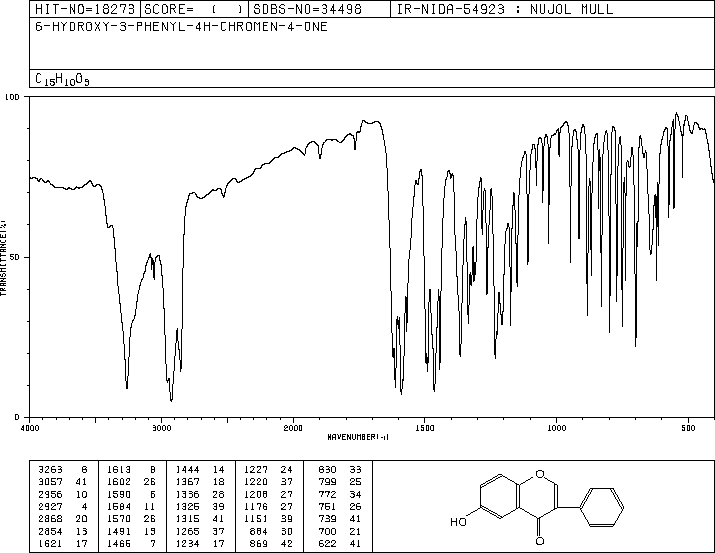 HIT-NO=18273 SCORE= ( ) SDBS-NO=34498 IR-NIDA-54923 : NUJOL MULL
6-HYDROXY-3-PHENYL-4H-CHROMEN-4-ONE
C15H10O3
100
TRANSMITTANCE(%)
50
0
4000 3000 2000 1500 1000 500
WAVENUMBER(-1)
3263 8 1613 8 1444 14 1227 24 830 33
3057 41 1602 26 1367 18 1220 37 799 25
2956 10 1590 6 1336 28 1208 27 772 34
2927 4 1584 11 1325 39 1176 27 751 26
2868 20 1570 26 1315 41 1151 39 739 41
2854 13 1491 13 1265 37 884 30 700 21
1621 17 1466 7 1234 17 869 42 622 41
O
HO
O